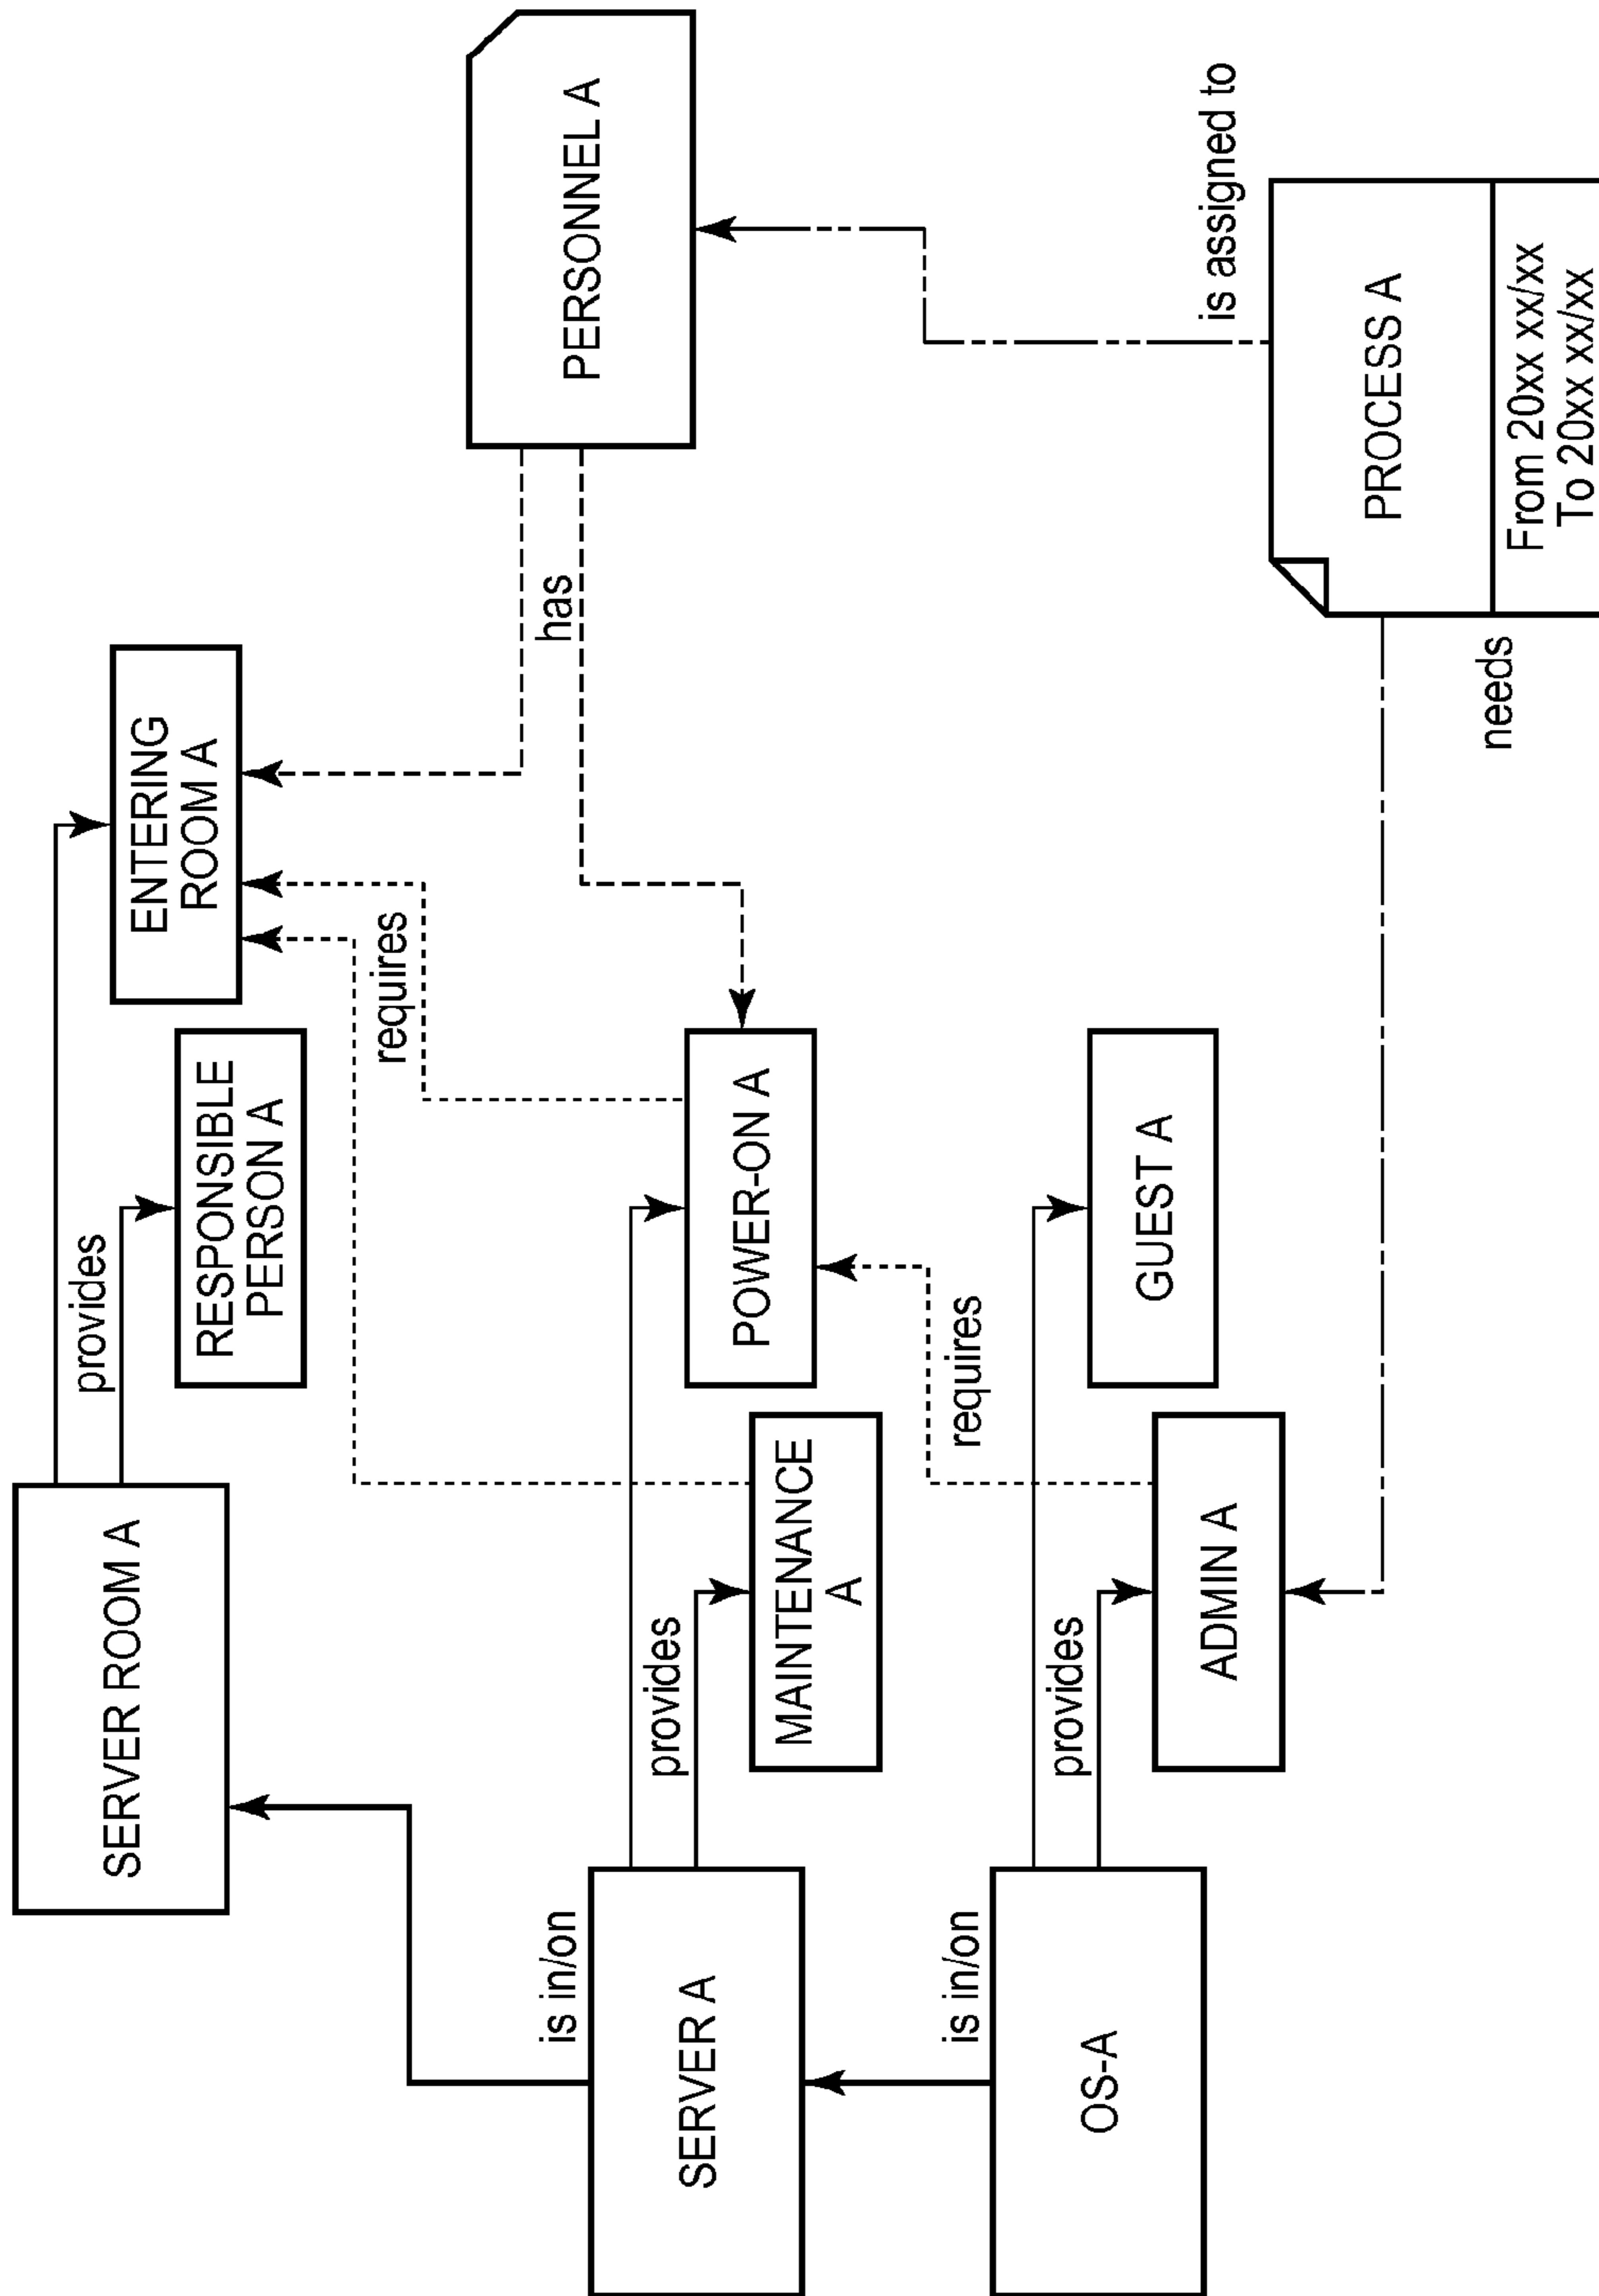 SERVER ROOM A
provides
RESPONSIBLE
PERSON A
ENTERING
ROOM A
requires
has
PERSONNEL A
is in/on
SERVER A
provides
MAINTENANCE
A
POWER-ON A
requires
is in/on
OS-A
provides
ADMIN A
GUEST A
is assigned to
PROCESS A
From 20xx xx/xx
To 20xx xx/xx
needs